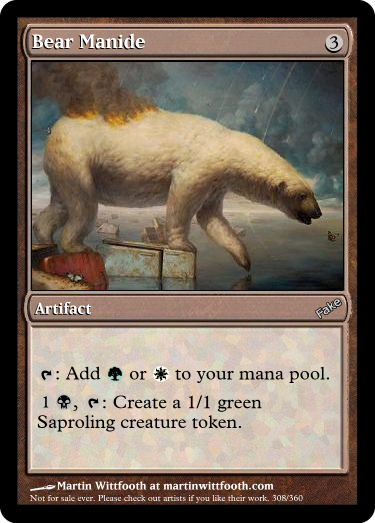 Bear Manide 3
Artifact Fake
: Add or to your mana pool.
1 , : Create a 1/1 green
Saproling creature token.
Martin Wittfooth at martinwittfooth.com
Not for sale ever. Please check out artists if you like their work. 308/360